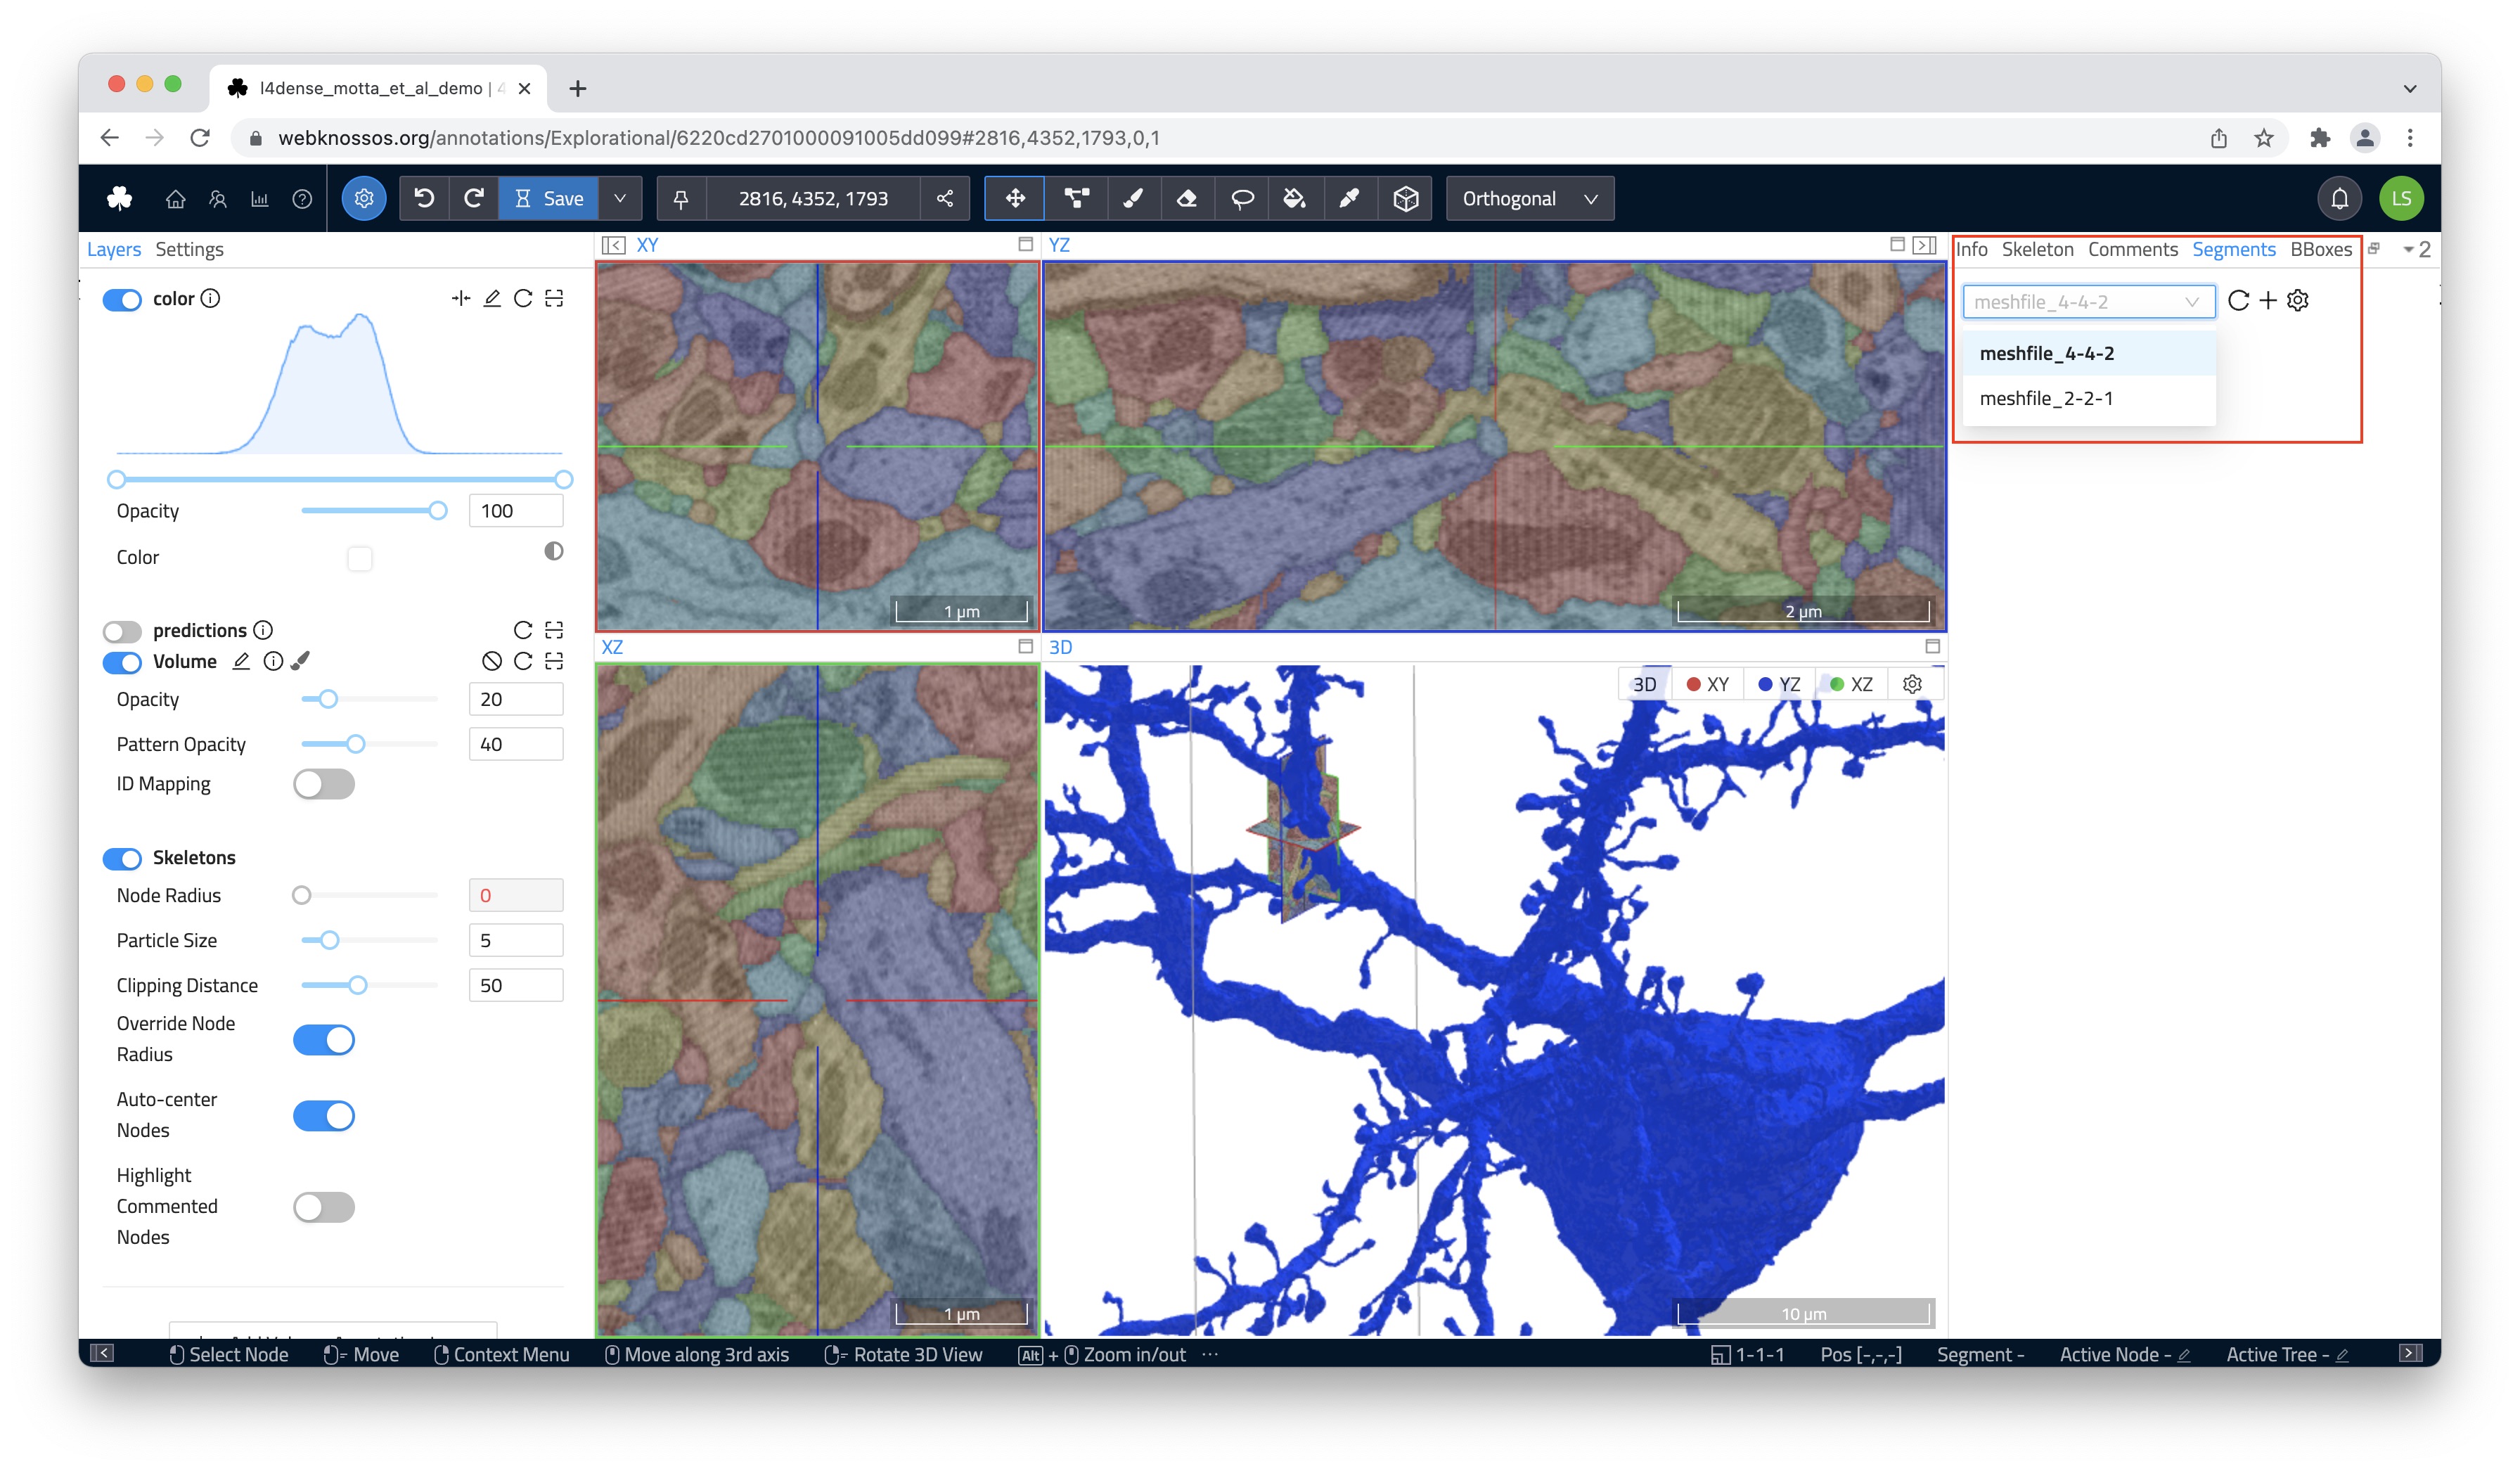 l4dense_motta_et_al_demo | 4
webknossos.org/annotations/Explorational/6220cd2701000091005dd099#2816,4352,1793,0,1
Save
2816, 4352, 1793
Orthogonal
LS
Layers Settings
XY
YZ
Info Skeleton Comments Segments BBoxes
2
color
meshfile_4-4-2
meshfile_4-4-2
meshfile_2-2-1
Opacity 100
Color
1 µm
2 µm
predictions
Volume
Opacity 20
Pattern Opacity 40
ID Mapping
XZ
3D
3D XY YZ XZ
Skeletons
Node Radius 0
Particle Size 5
Clipping Distance 50
Override Node
Radius
Auto-center
Nodes
Highlight
Commented
Nodes
1 µm
10 µm
Select Node Move Context Menu Move along 3rd axis Rotate 3D View Alt + Zoom in/out ···
1-1-1 Pos [-,-,-] Segment - Active Node - Active Tree -